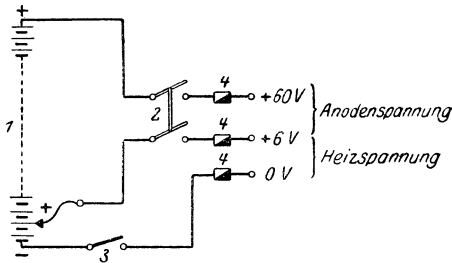 +
1
2
3
4
+60V
4
+6V
4
0V
Anodenspannung
Heizspannung
+
−